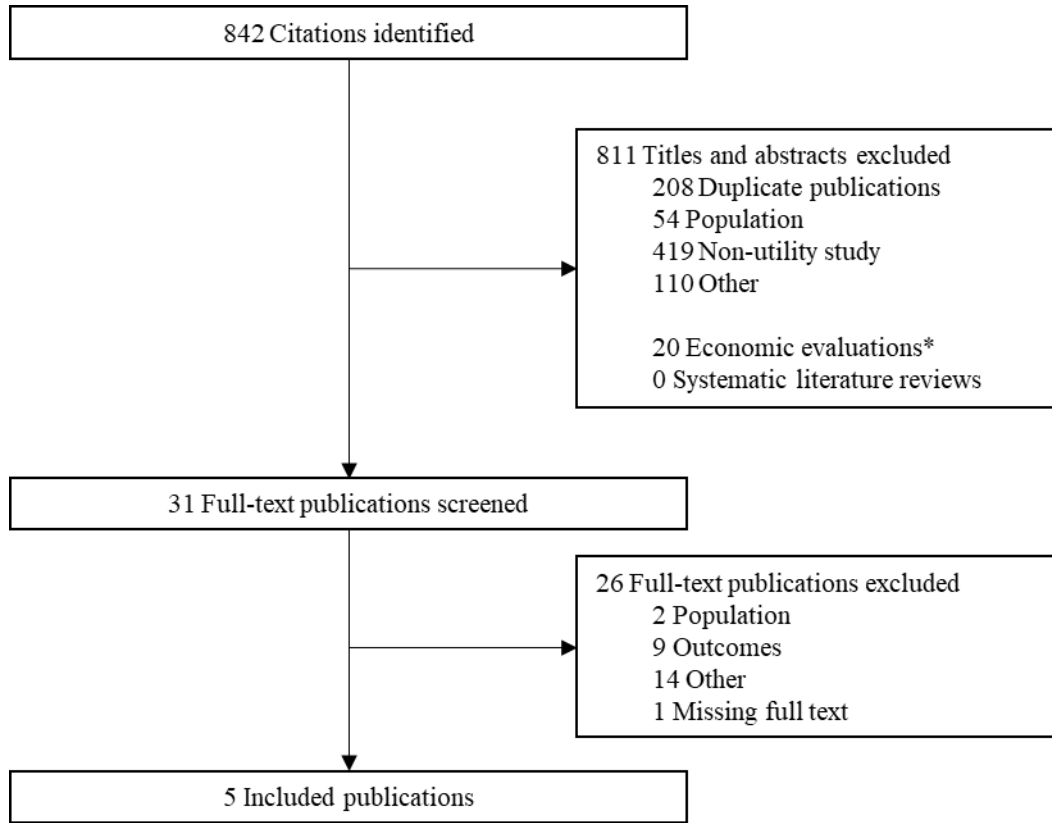 842 Citations identified
811 Titles and abstracts excluded
208 Duplicate publications
54 Population
419 Non-utility study
110 Other
20 Economic evaluations*
0 Systematic literature reviews
31 Full-text publications screened
26 Full-text publications excluded
2 Population
9 Outcomes
14 Other
1 Missing full text
5 Included publications